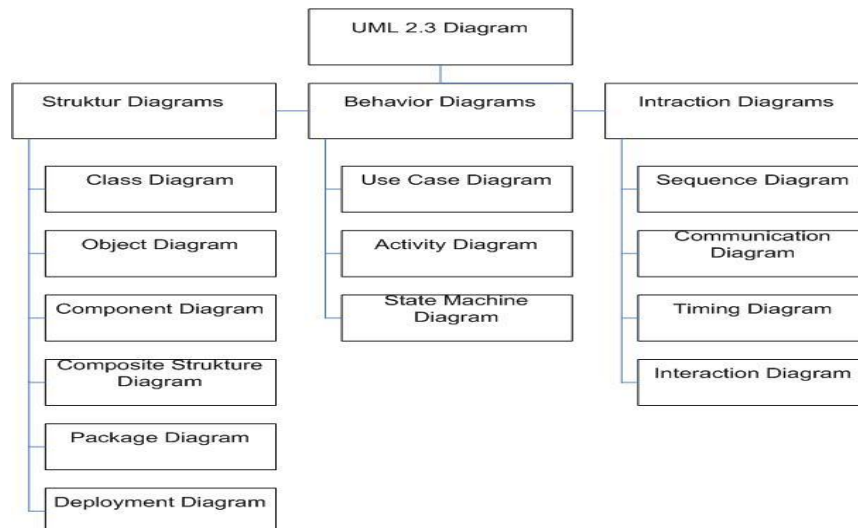 UML 2.3 Diagram
Struktur Diagrams
Behavior Diagrams
Intraction Diagrams
Class Diagram
Use Case Diagram
Sequence Diagram
Object Diagram
Activity Diagram
Communication
Diagram
Component Diagram
State Machine
Diagram
Timing Diagram
Composite Strukture
Diagram
Interaction Diagram
Package Diagram
Deployment Diagram